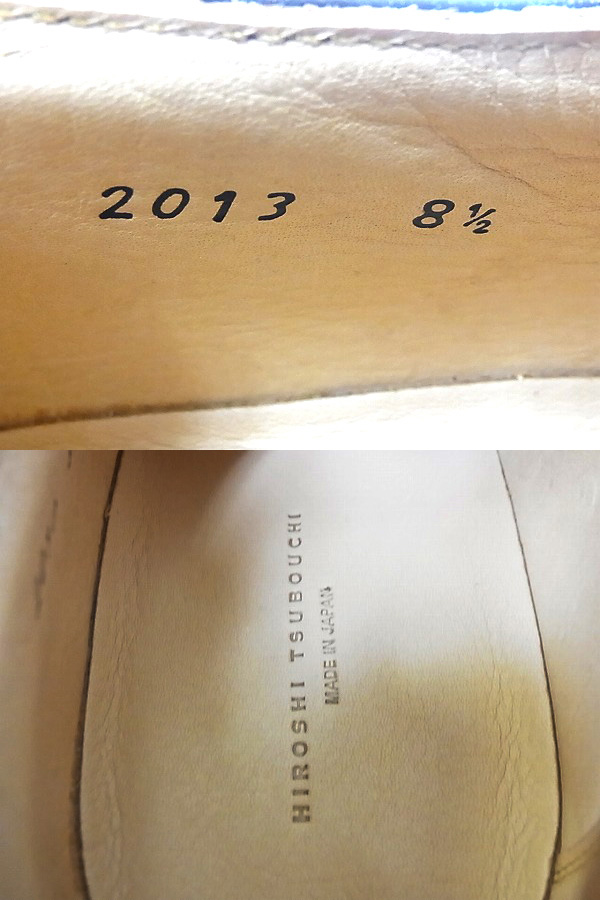 2013 8½
HIROSHI TSUBOUCHI
MADE IN JAPAN